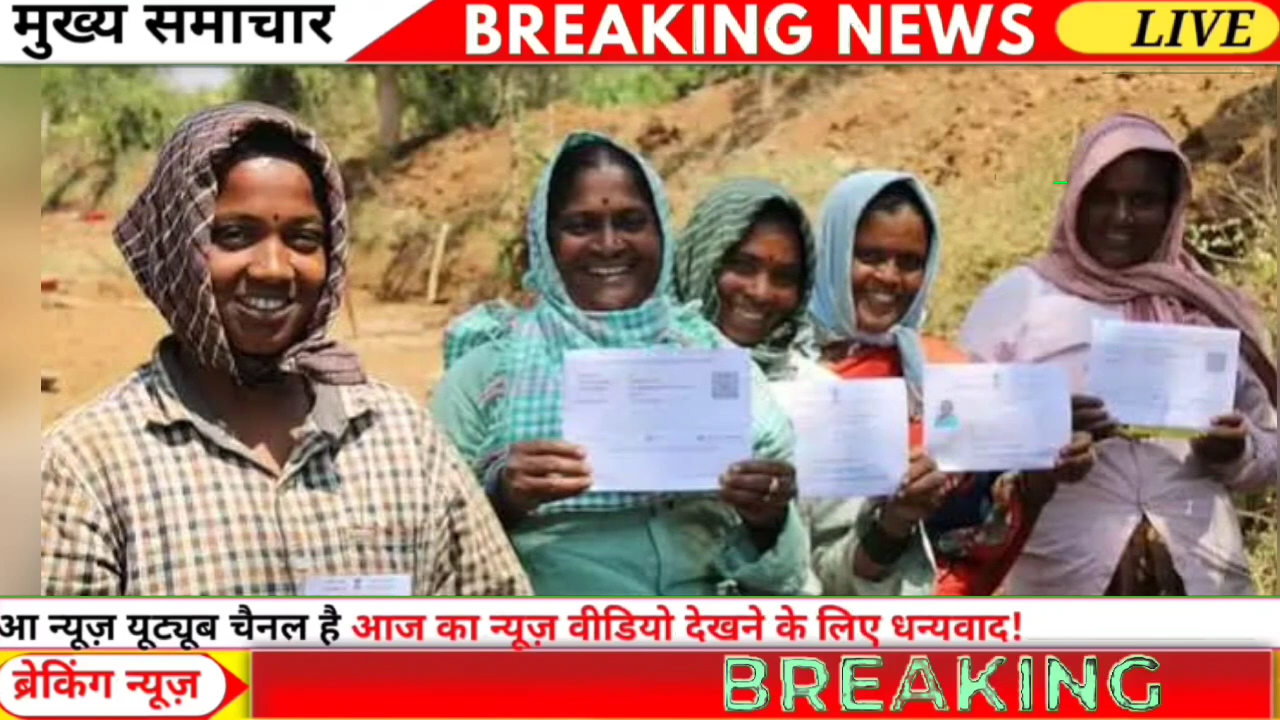 मुख्य समाचार
BREAKING NEWS
LIVE
आ न्यूज़ यूट्यूब चैनल है आज का न्यूज़ वीडियो देखने के लिए धन्यवाद!
ब्रेकिंग न्यूज़
BREAKING